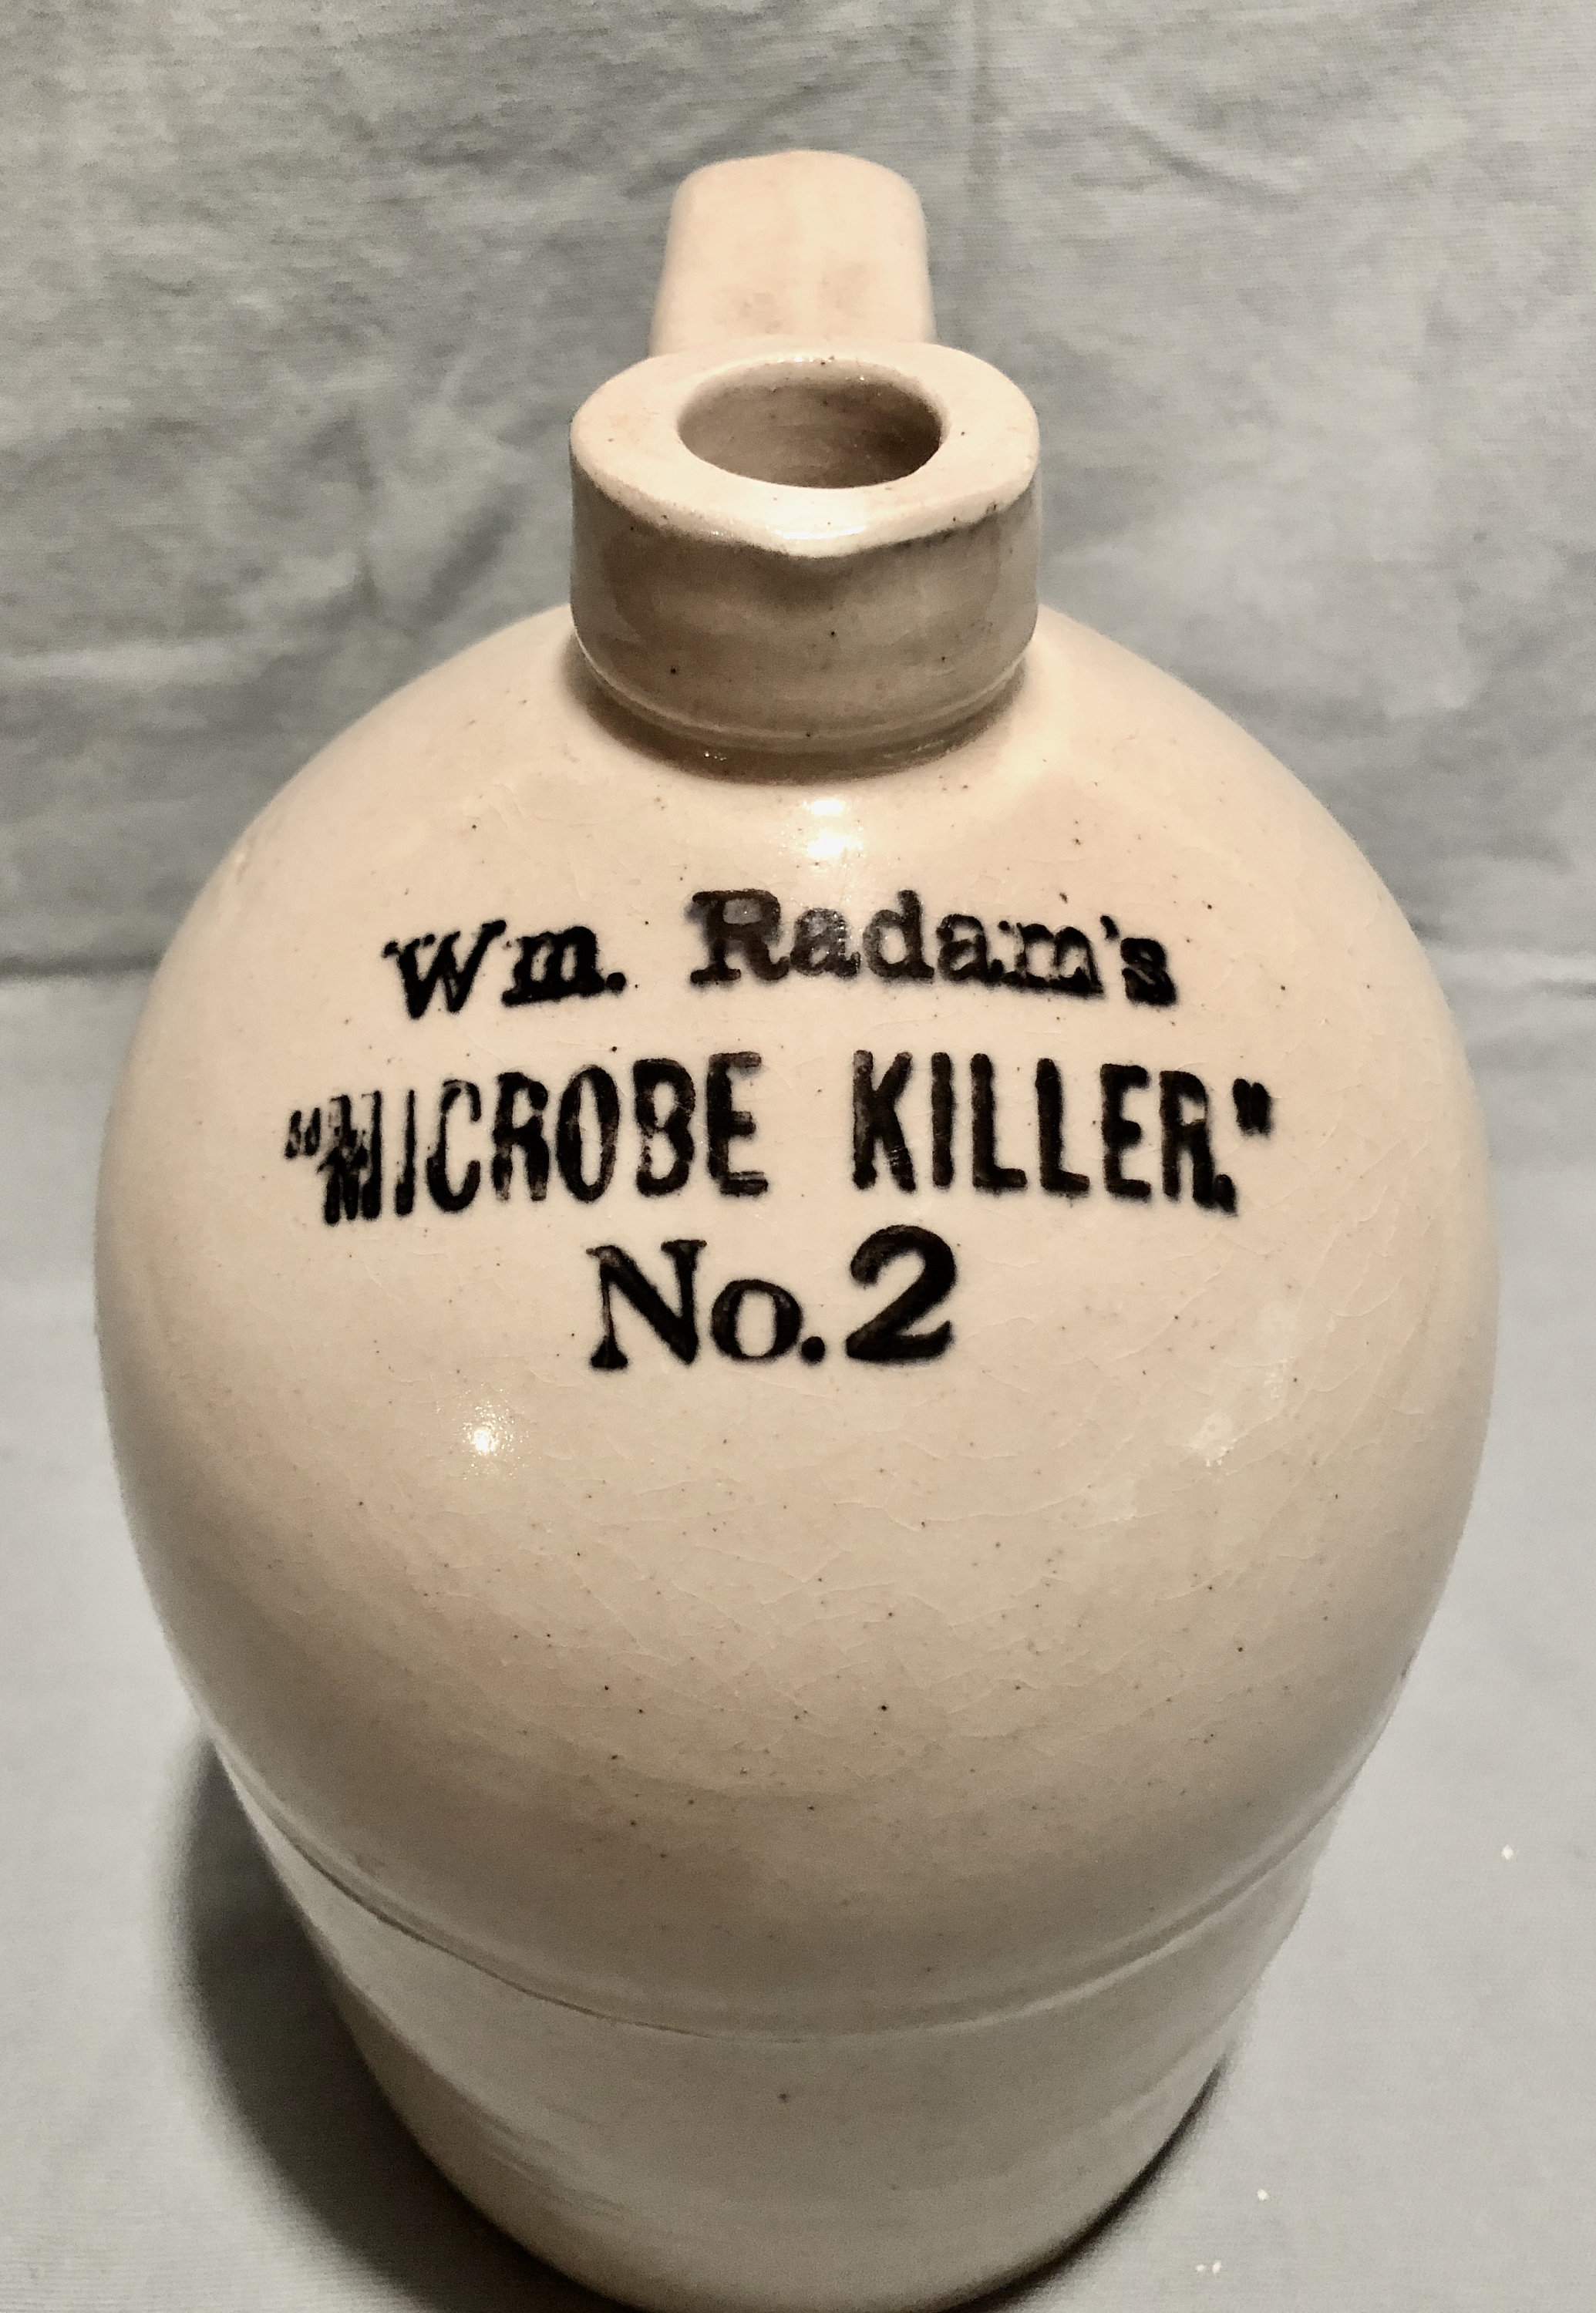 Wm. Radam's
"MICROBE KILLER."
No. 2